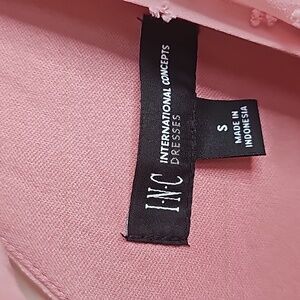 I·N·C
INTERNATIONAL CONCEPTS
DRESSES
S
MADE IN
INDONESIA